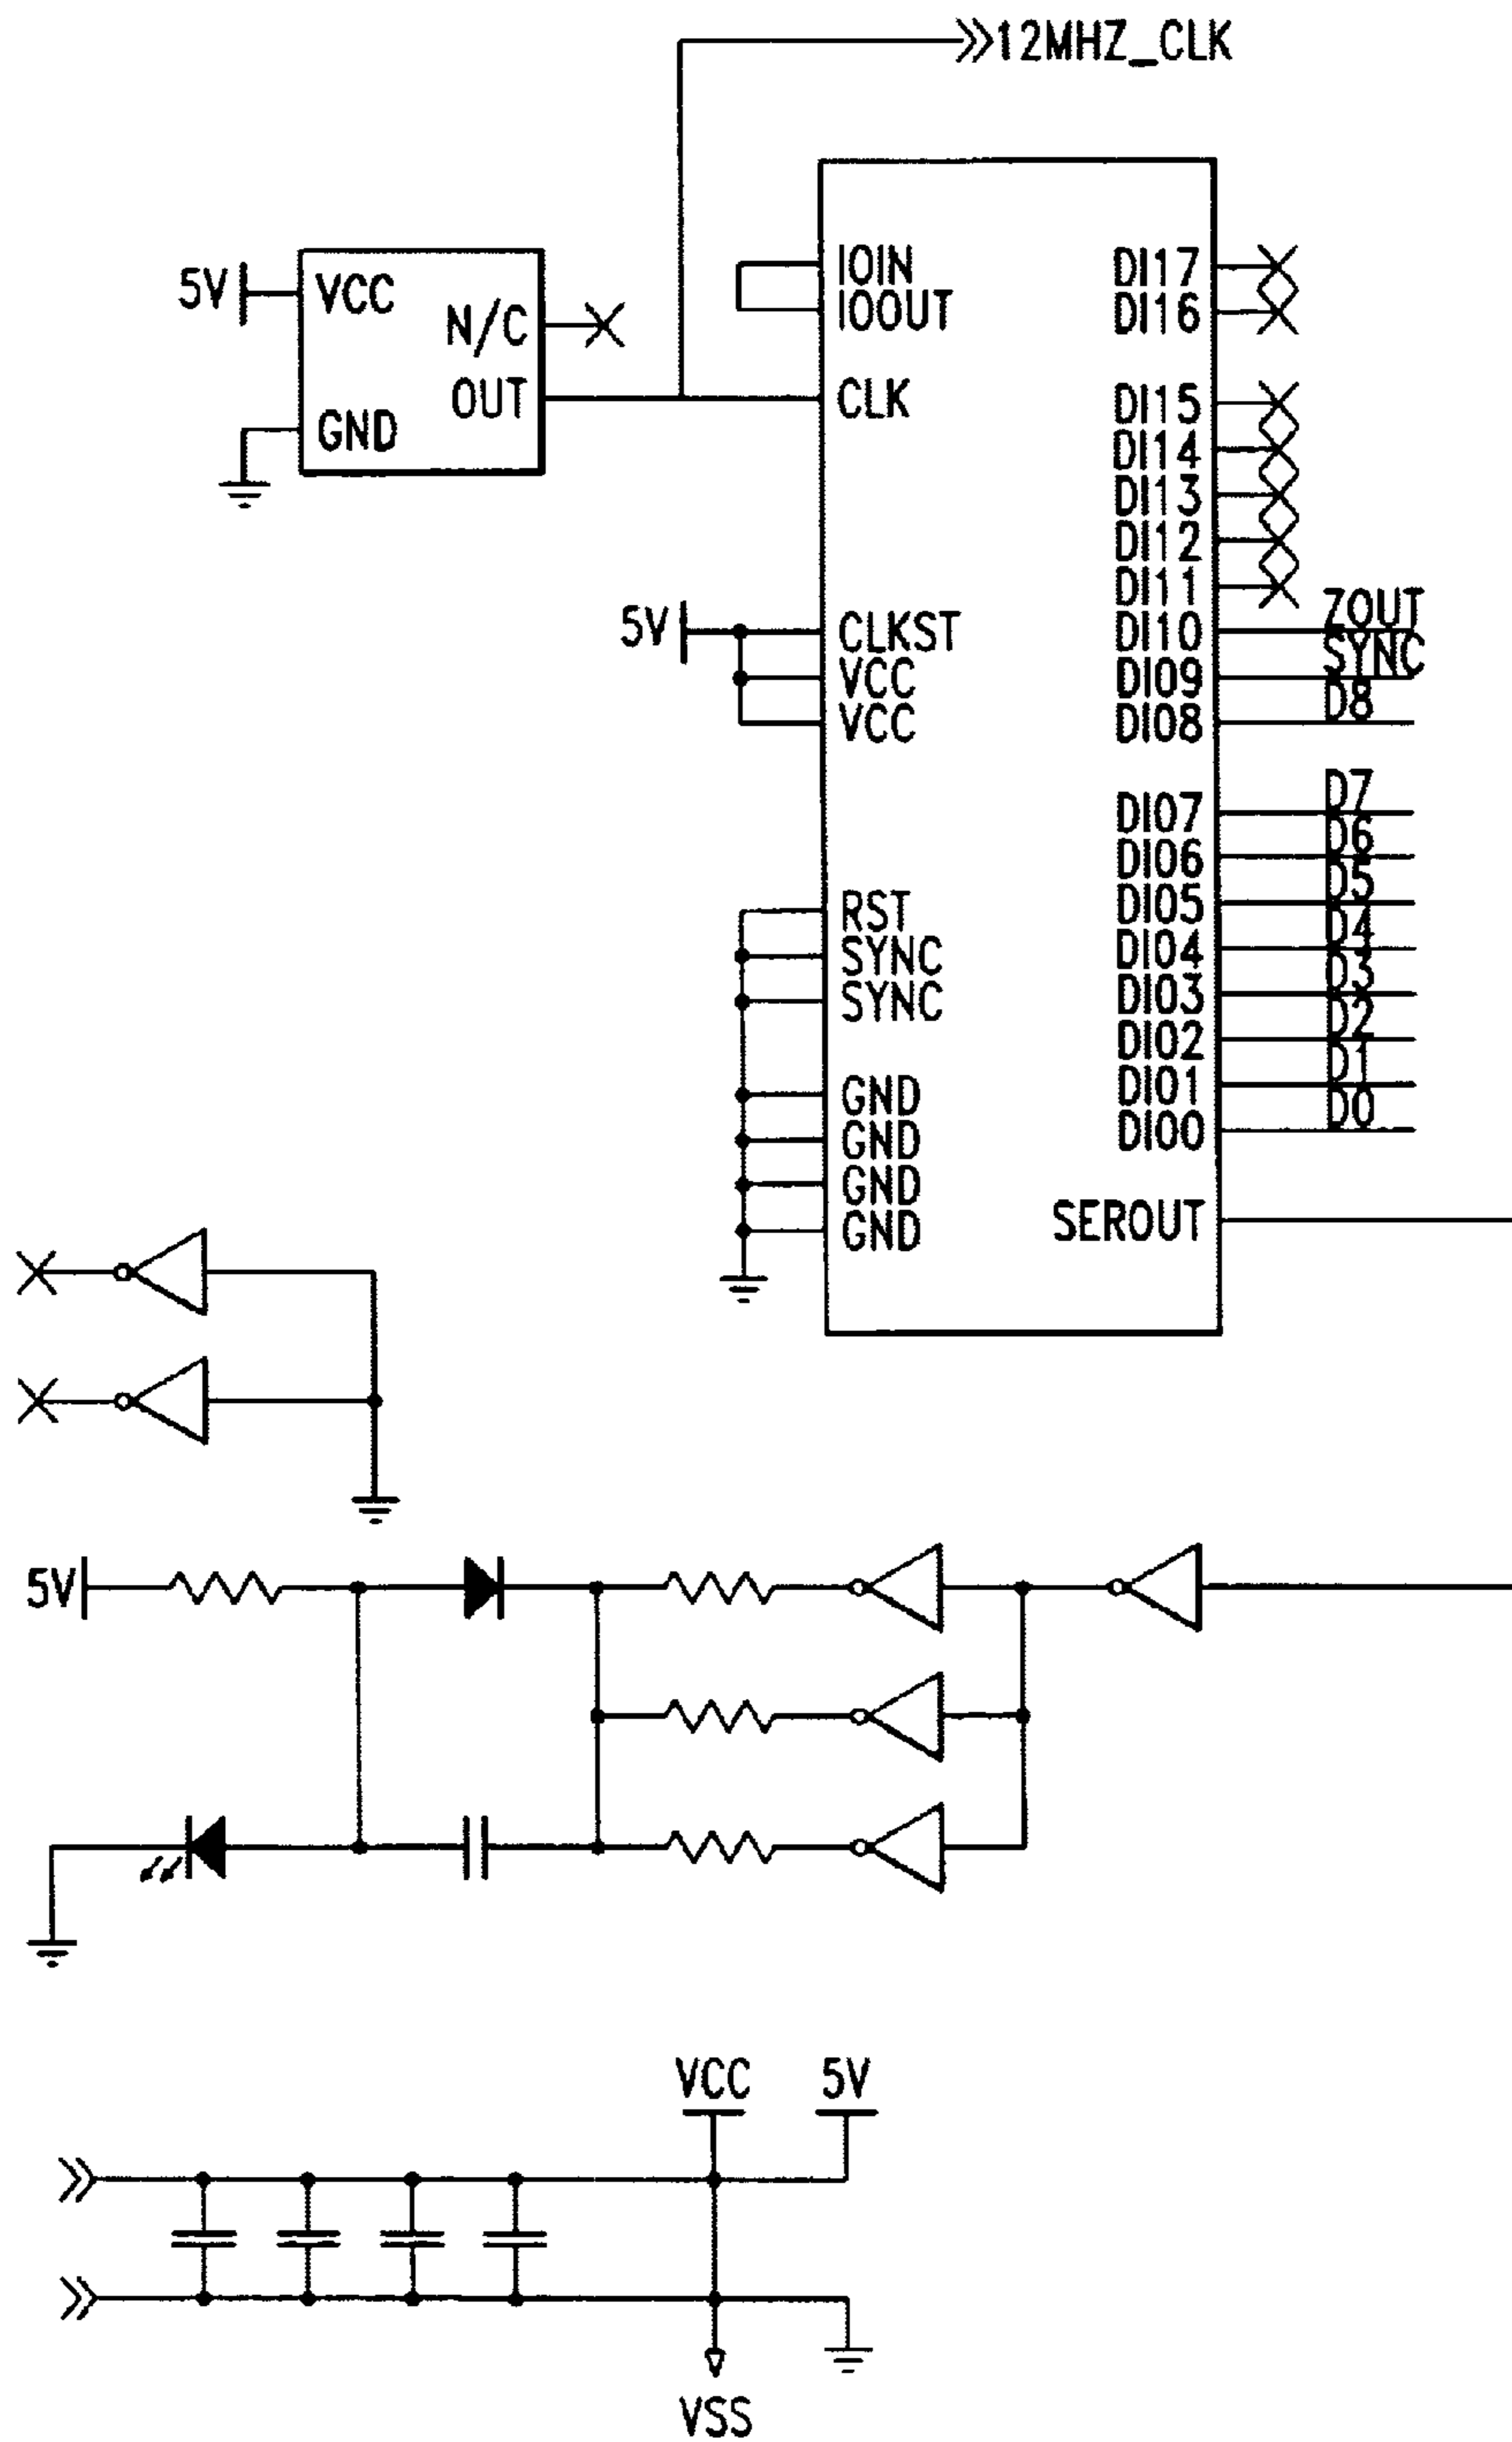 12MHZ_CLK
5V
VCC
N/C
OUT
GND
IOIN
IOOUT
CLK
CLKST
VCC
VCC
5V
RST
SYNC
SYNC
GND
GND
GND
GND
DI17
DI16
DI15
DI14
DI13
DI12
DI11
DI10
DI09
DI08
DI07
DI06
DI05
DI04
DI03
DI02
DI01
DI00
SEROUT
ZOUT
SYNC
D8
D7
D6
D5
D4
D3
D2
D1
D0
5V
VCC
5V
VSS